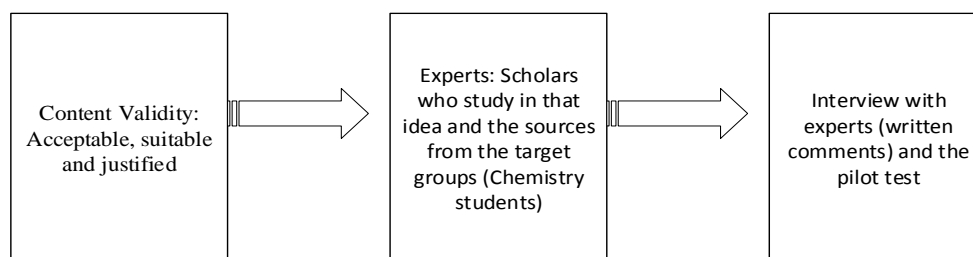 Content Validity:
Acceptable, suitable
and justified
Experts: Scholars
who study in that
idea and the sources
from the target
groups (Chemistry
students)
Interview with
experts (written
comments) and the
pilot test